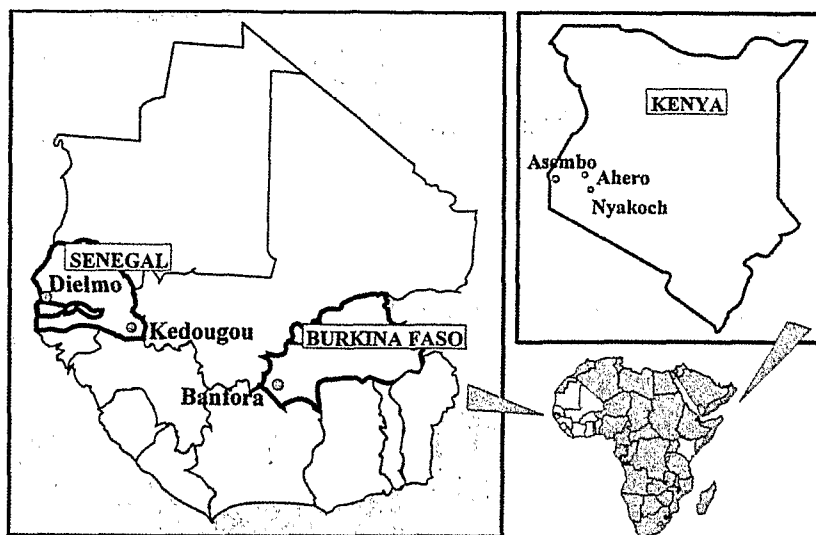 SENEGAL
Dielmo
Kedougou
BURKINA FASO
Banfora
KENYA
Asembo
Ahero
Nyakoch